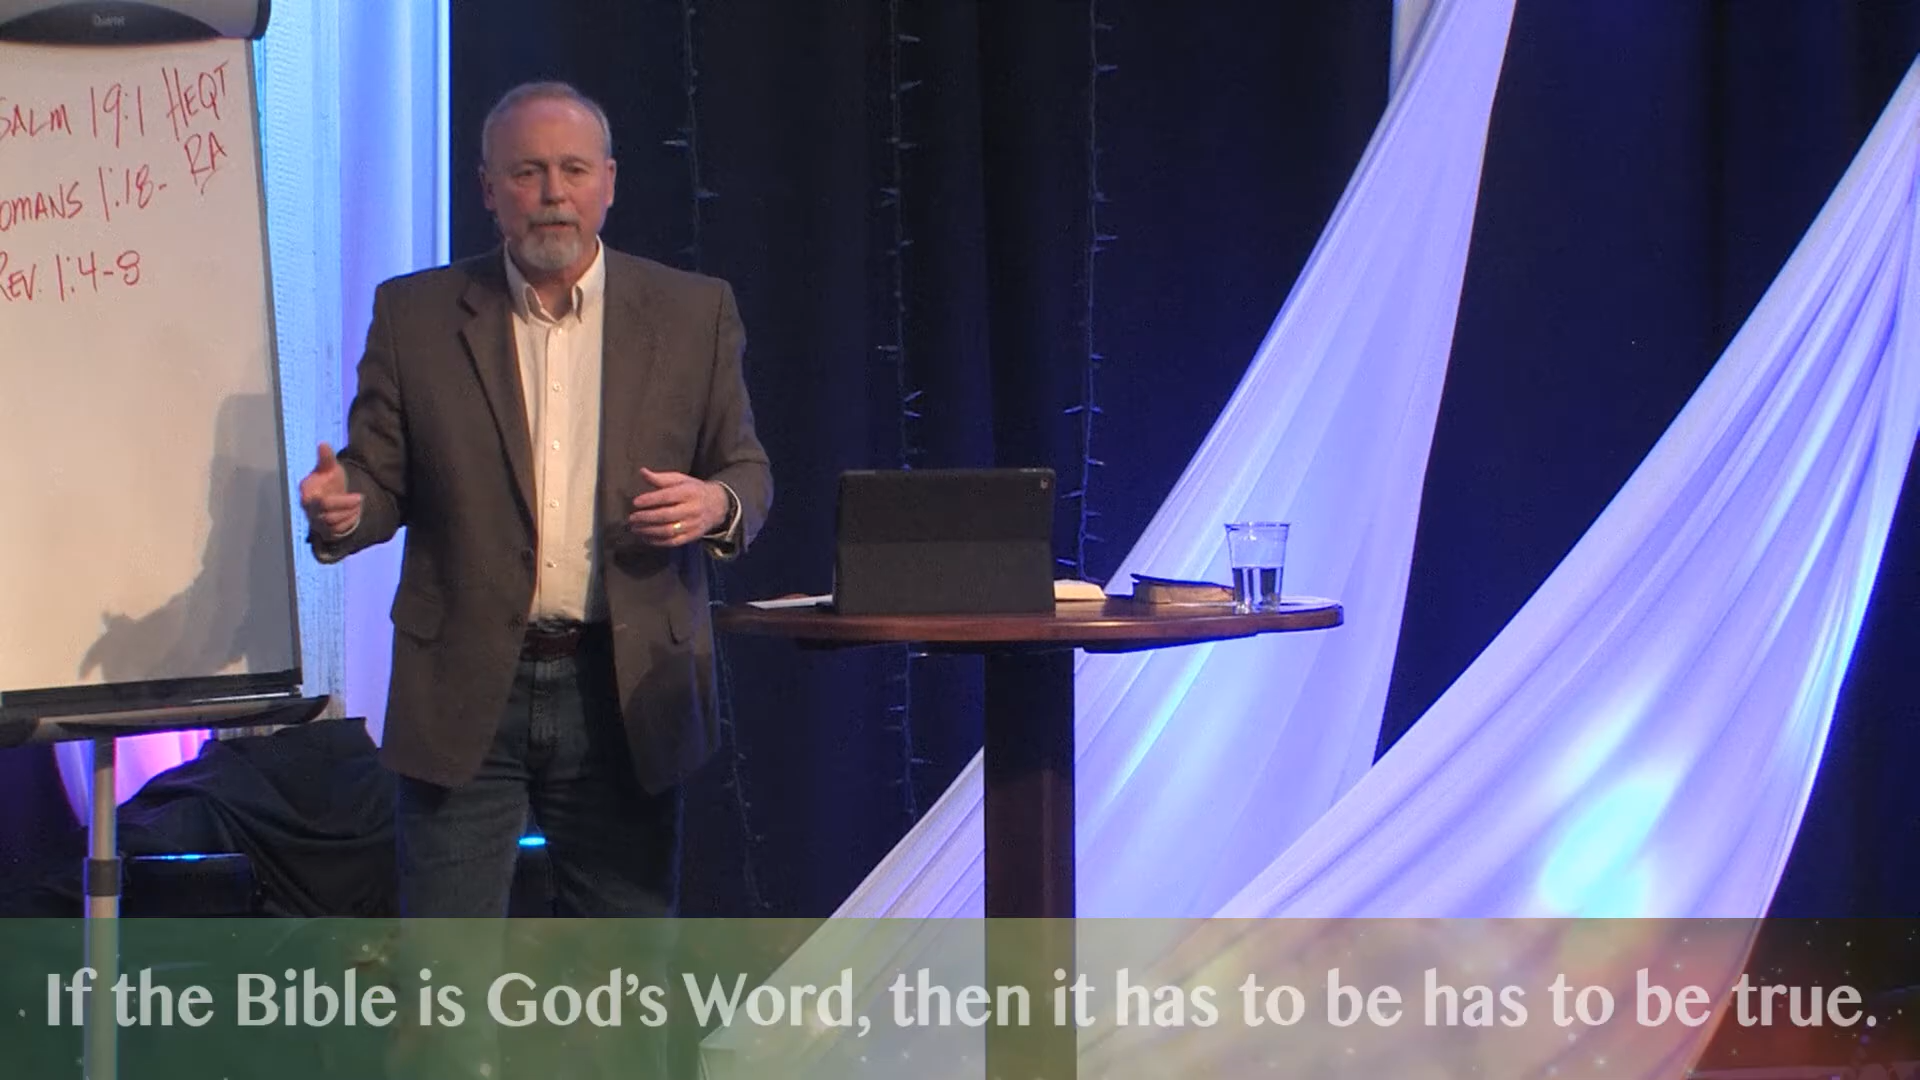 Quartet
SALM 19:1 HEQT
RA
OMANS 1:18-
REV. 1:4-8
If the Bible is God's Word, then it has to be has to be true.